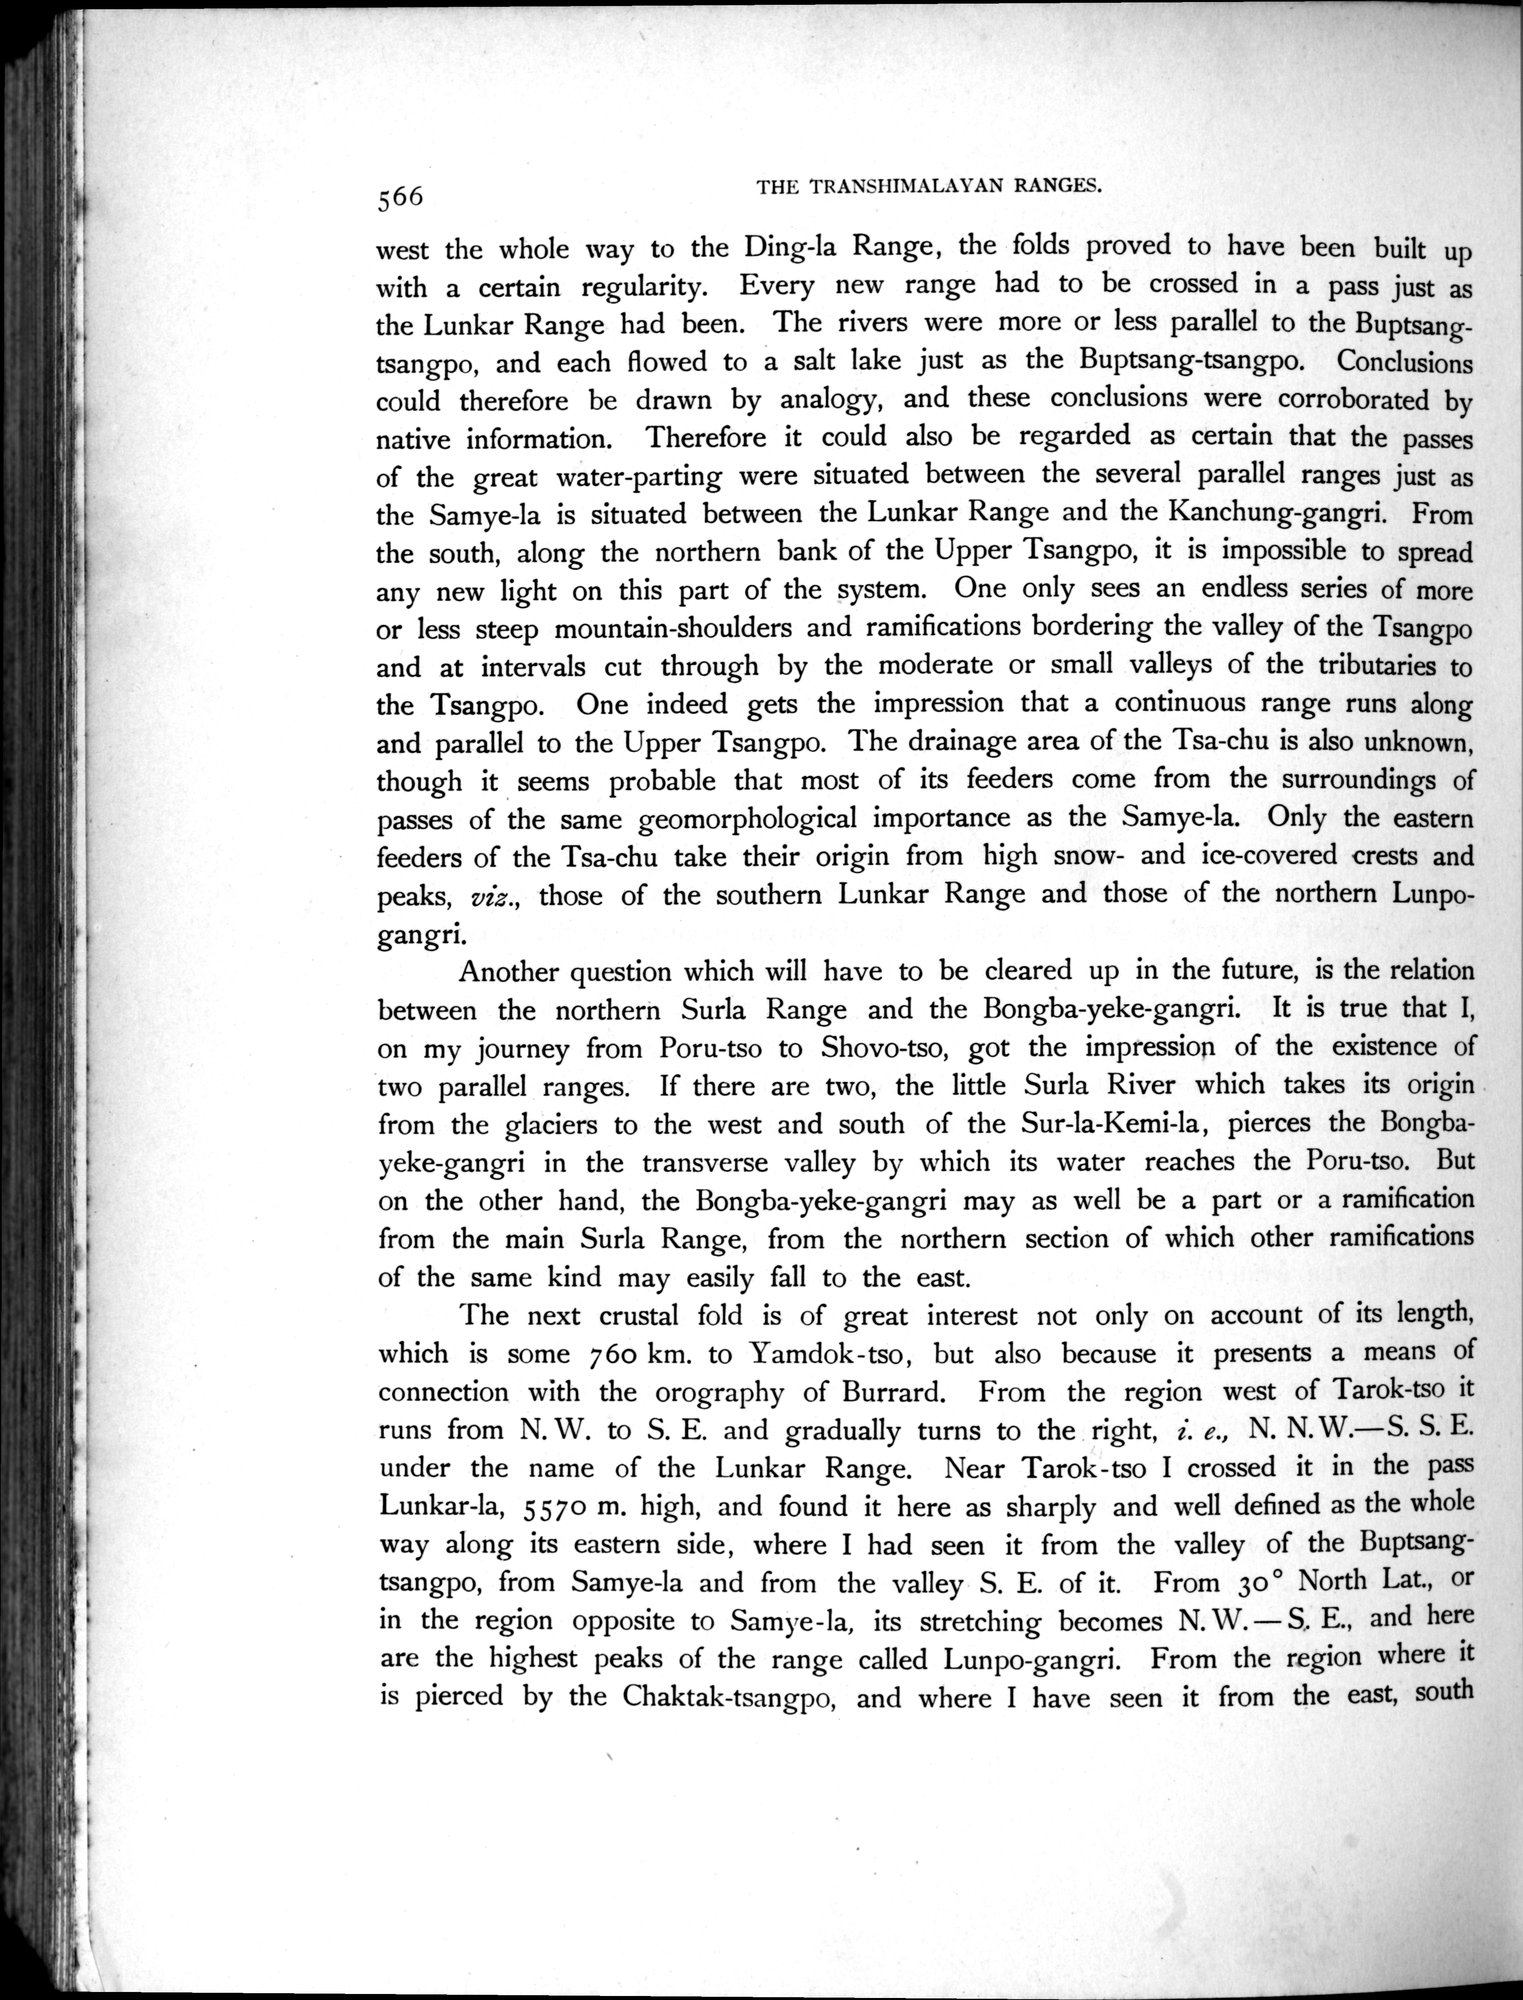 566
THE TRANSHIMALAYAN RANGES.
west the whole way to the Ding-la Range, the folds proved to have been built up
with a certain regularity. Every new range had to be crossed in a pass just as
the Lunkar Range had been. The rivers were more or less parallel to the Buptsang-
tsangpo, and each flowed to a salt lake just as the Buptsang-tsangpo. Conclusions
could therefore be drawn by analogy, and these conclusions were corroborated by
native information. Therefore it could also be regarded as certain that the passes
of the great water-parting were situated between the several parallel ranges just as
the Samye-la is situated between the Lunkar Range and the Kanchung-gangri. From
the south, along the northern bank of the Upper Tsangpo, it is impossible to spread
any new light on this part of the system. One only sees an endless series of more
or less steep mountain-shoulders and ramifications bordering the valley of the Tsangpo
and at intervals cut through by the moderate or small valleys of the tributaries to
the Tsangpo. One indeed gets the impression that a continuous range runs along
and parallel to the Upper Tsangpo. The drainage area of the Tsa-chu is also unknown,
though it seems probable that most of its feeders come from the surroundings of
passes of the same geomorphological importance as the Samye-la. Only the eastern
feeders of the Tsa-chu take their origin from high snow- and ice-covered crests and
peaks, viz., those of the southern Lunkar Range and those of the northern Lunpo-
gangri.
Another question which will have to be cleared up in the future, is the relation
between the northern Surla Range and the Bongba-yeke-gangri. It is true that I,
on my journey from Poru-tso to Shovo-tso, got the impression of the existence of
two parallel ranges. If there are two, the little Surla River which takes its origin
from the glaciers to the west and south of the Sur-la-Kemi-la, pierces the Bongba-
yeke-gangri in the transverse valley by which its water reaches the Poru-tso. But
on the other hand, the Bongba-yeke-gangri may as well be a part or a ramification
from the main Surla Range, from the northern section of which other ramifications
of the same kind may easily fall to the east.
The next crustal fold is of great interest not only on account of its length,
which is some 760 km. to Yamdok-tso, but also because it presents a means of
connection with the orography of Burrard. From the region west of Tarok-tso it
runs from N. W. to S. E. and gradually turns to the right, i. e., N. N. W.—S. S. E.
under the name of the Lunkar Range. Near Tarok-tso I crossed it in the pass
Lunkar-la, 5570 m. high, and found it here as sharply and well defined as the whole
way along its eastern side, where I had seen it from the valley of the Buptsang-
tsangpo, from Samye-la and from the valley S. E. of it. From 30° North Lat., or
in the region opposite to Samye-la, its stretching becomes N. W.—S. E., and here
are the highest peaks of the range called Lunpo-gangri. From the region where it
is pierced by the Chaktak-tsangpo, and where I have seen it from the east, south